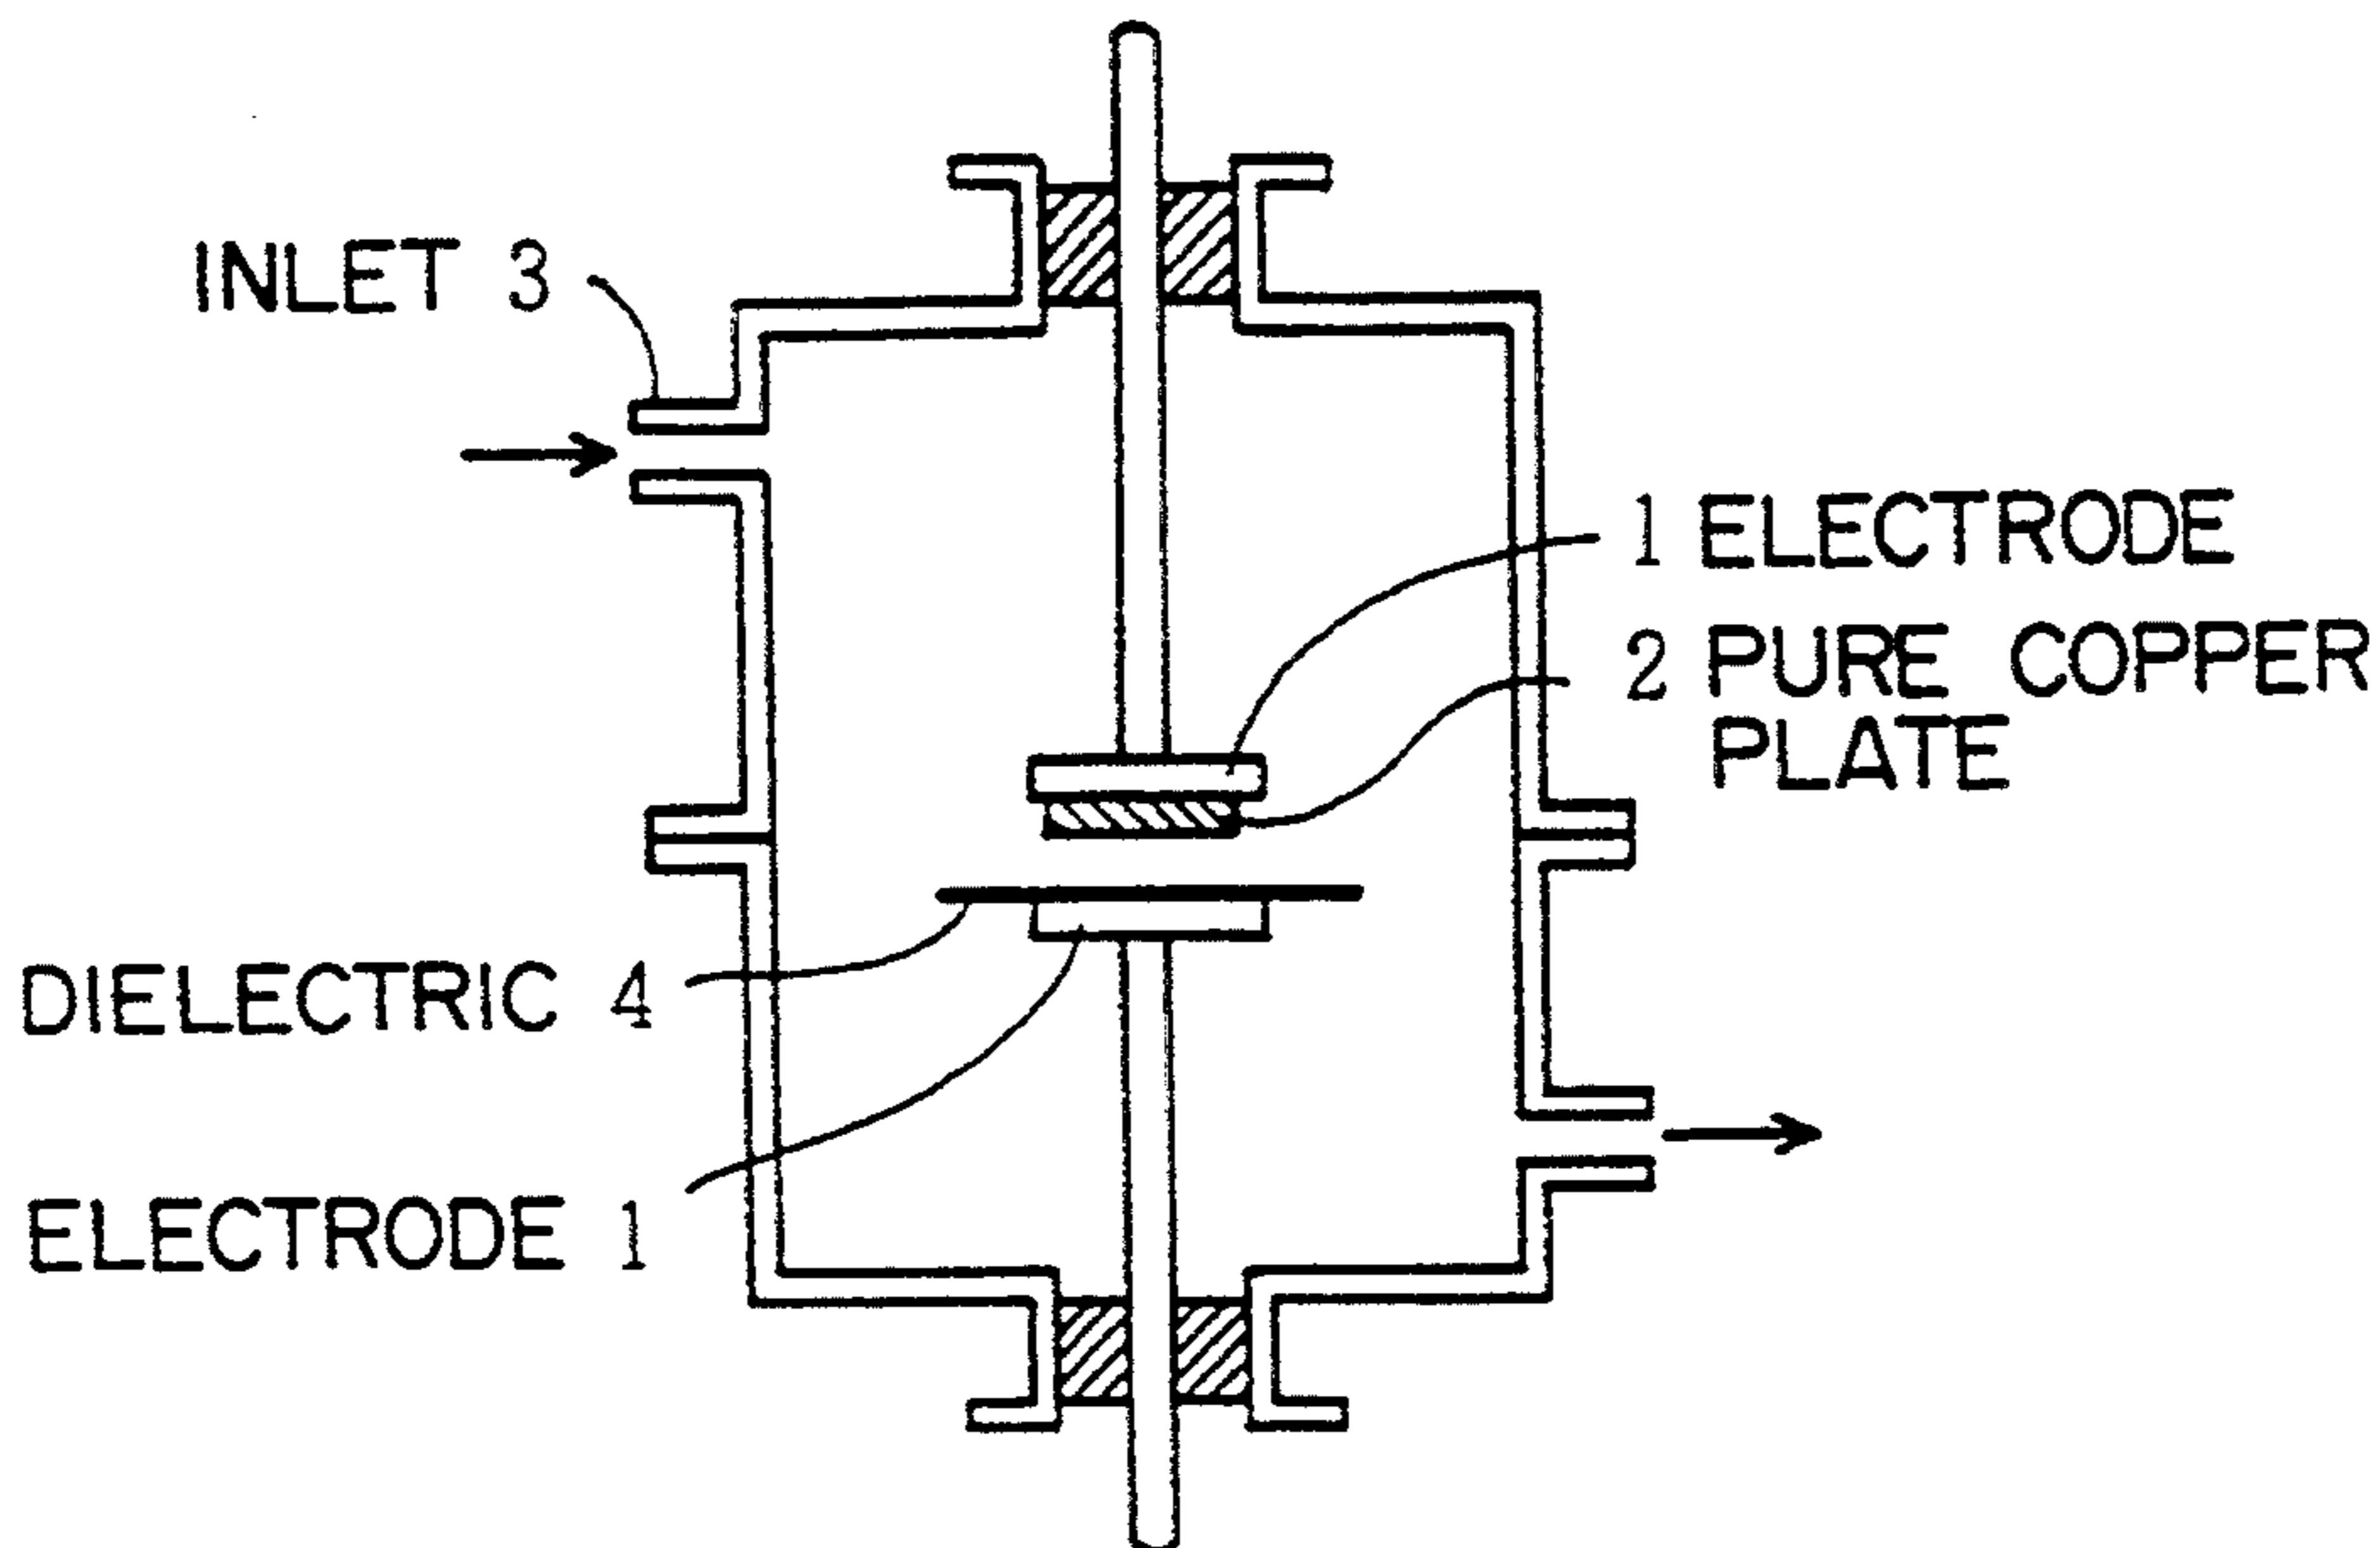 INLET 3
1 ELECTRODE
2 PURE COPPER
PLATE
DIELECTRIC 4
ELECTRODE 1